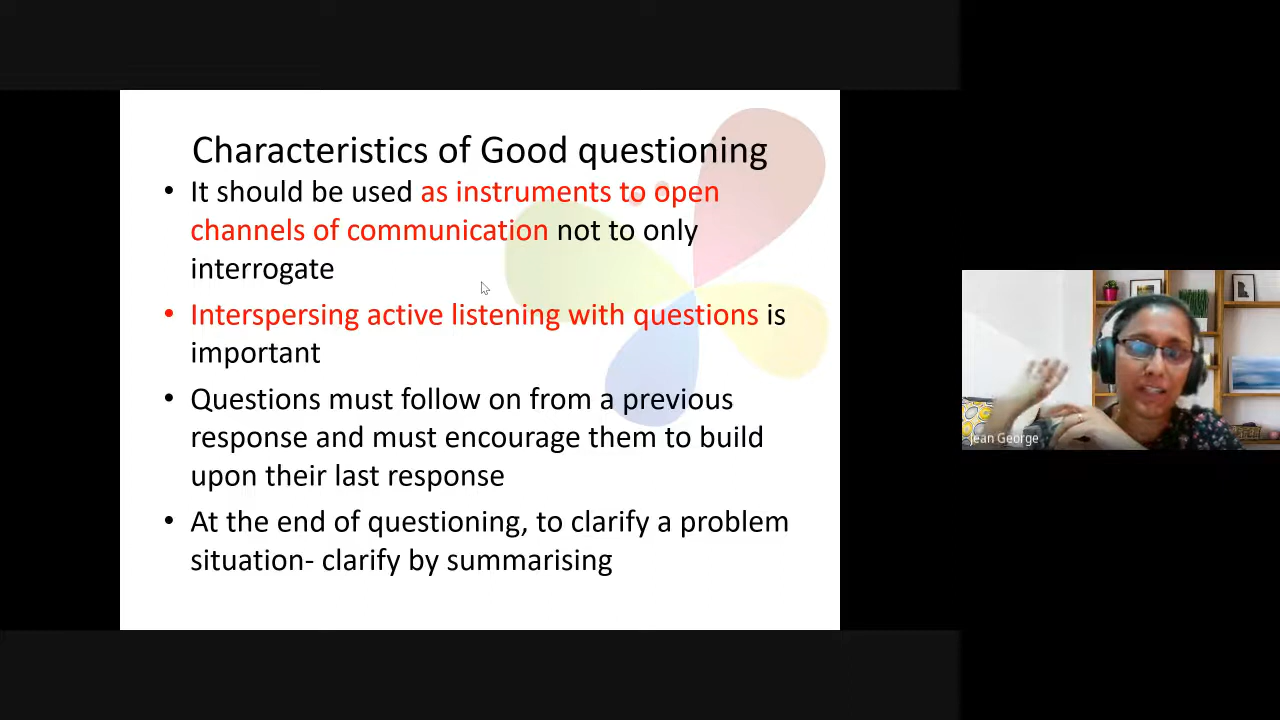 Characteristics of Good questioning
• It should be used as instruments to open
channels of communication not to only
interrogate
• Interspersing active listening with questions is
important
• Questions must follow on from a previous
response and must encourage them to build
upon their last response
• At the end of questioning, to clarify a problem
situation- clarify by summarising
Jean George